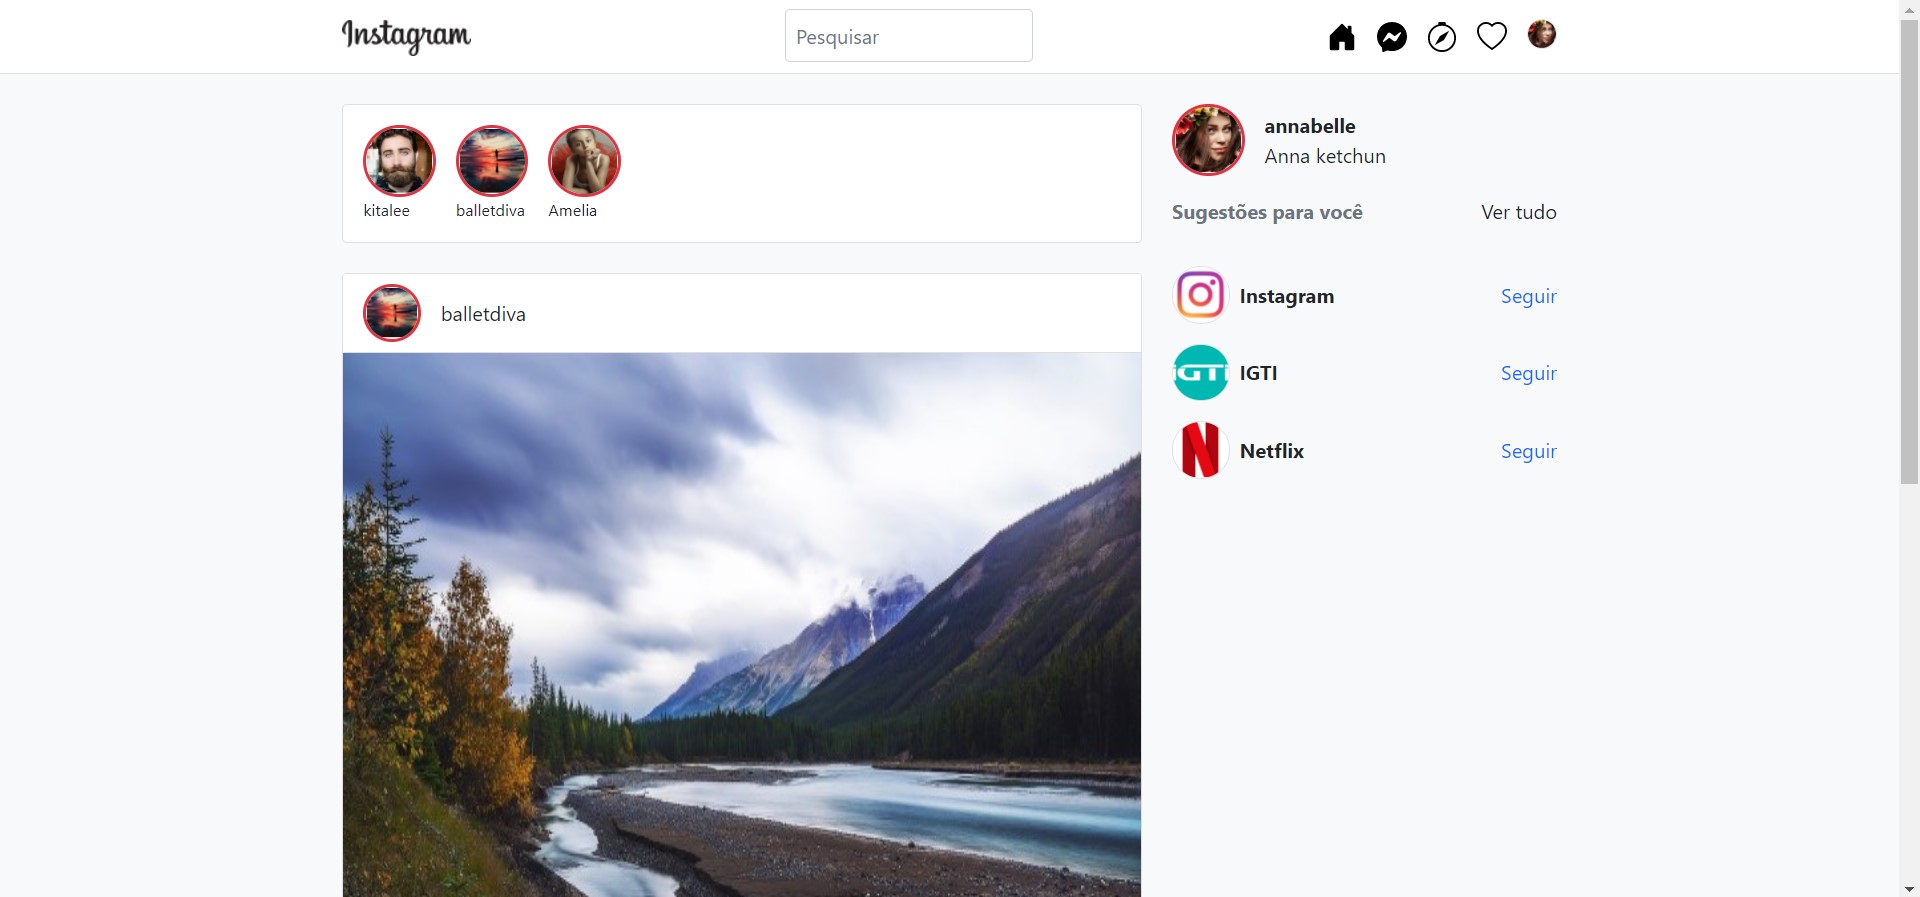 Instagram
Pesquisar
kitalee
balletdiva
Amelia
balletdiva
annabelle
Anna ketchun
Sugestões para você
Ver tudo
Instagram
Seguir
iGTi
IGTI
Seguir
Netflix
Seguir